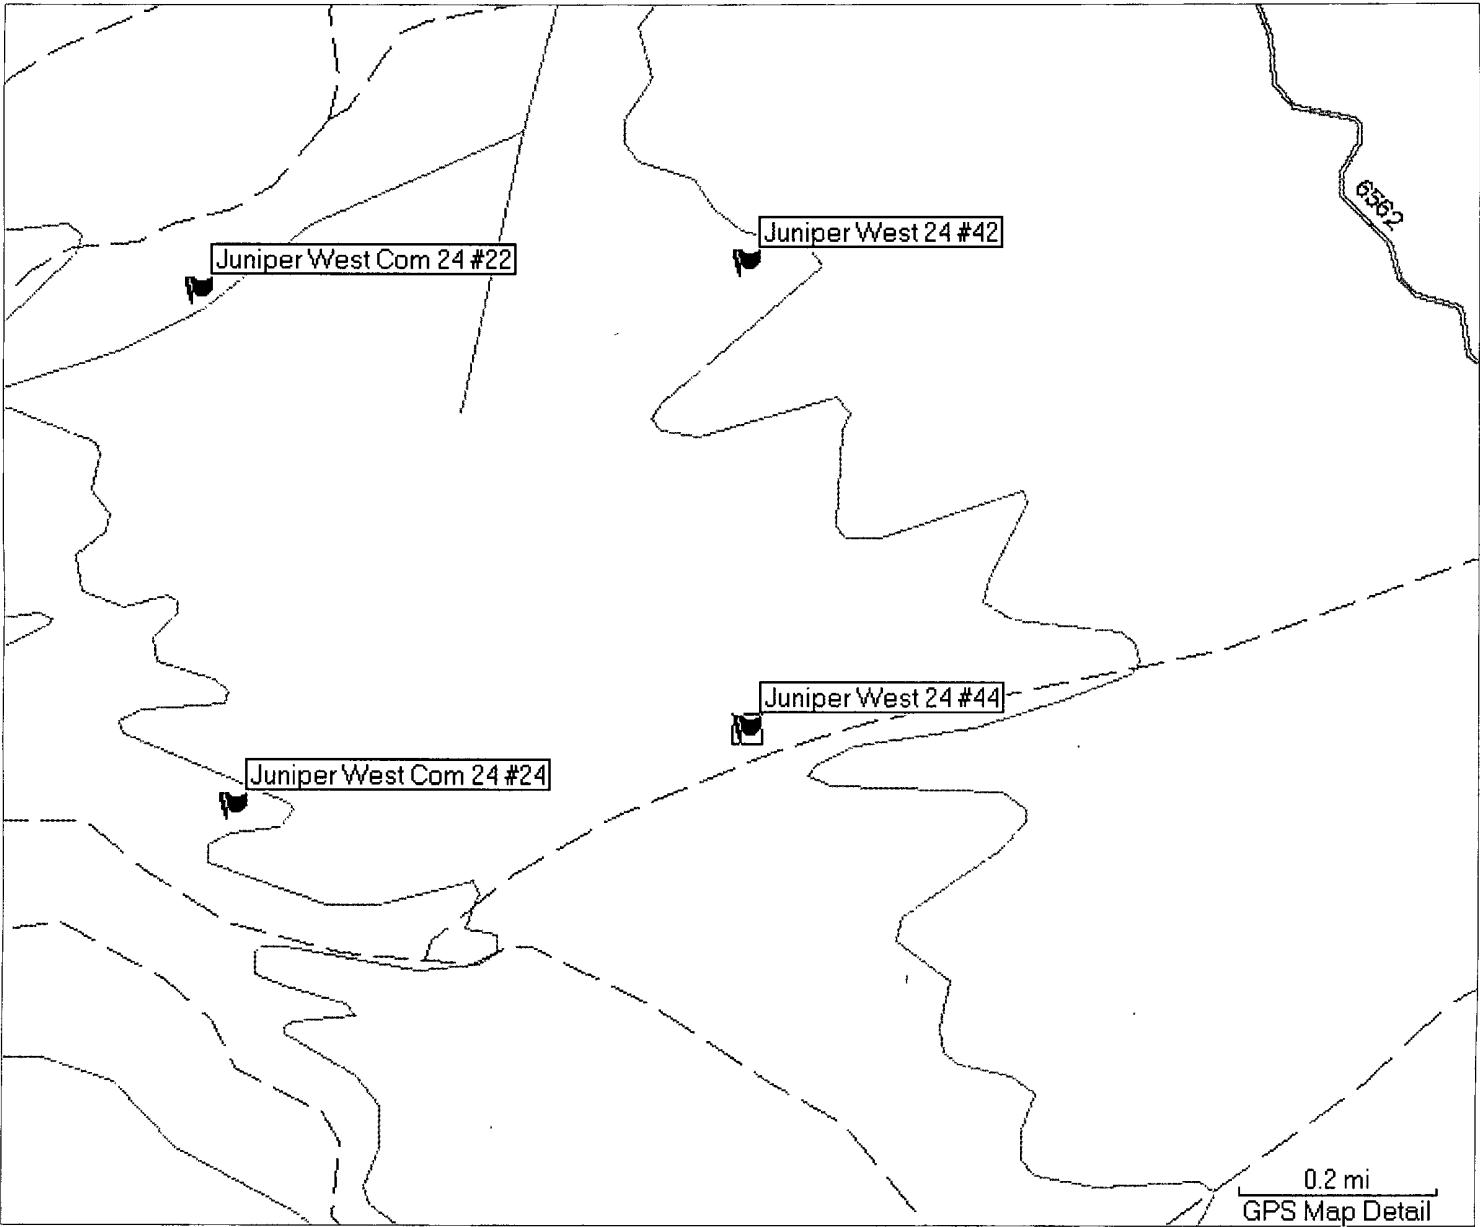 6562
Juniper West 24 #42
Juniper West Com 24 #22
Juniper West 24 #44
Juniper West Com 24 #24
0.2 mi
GPS Map Detail